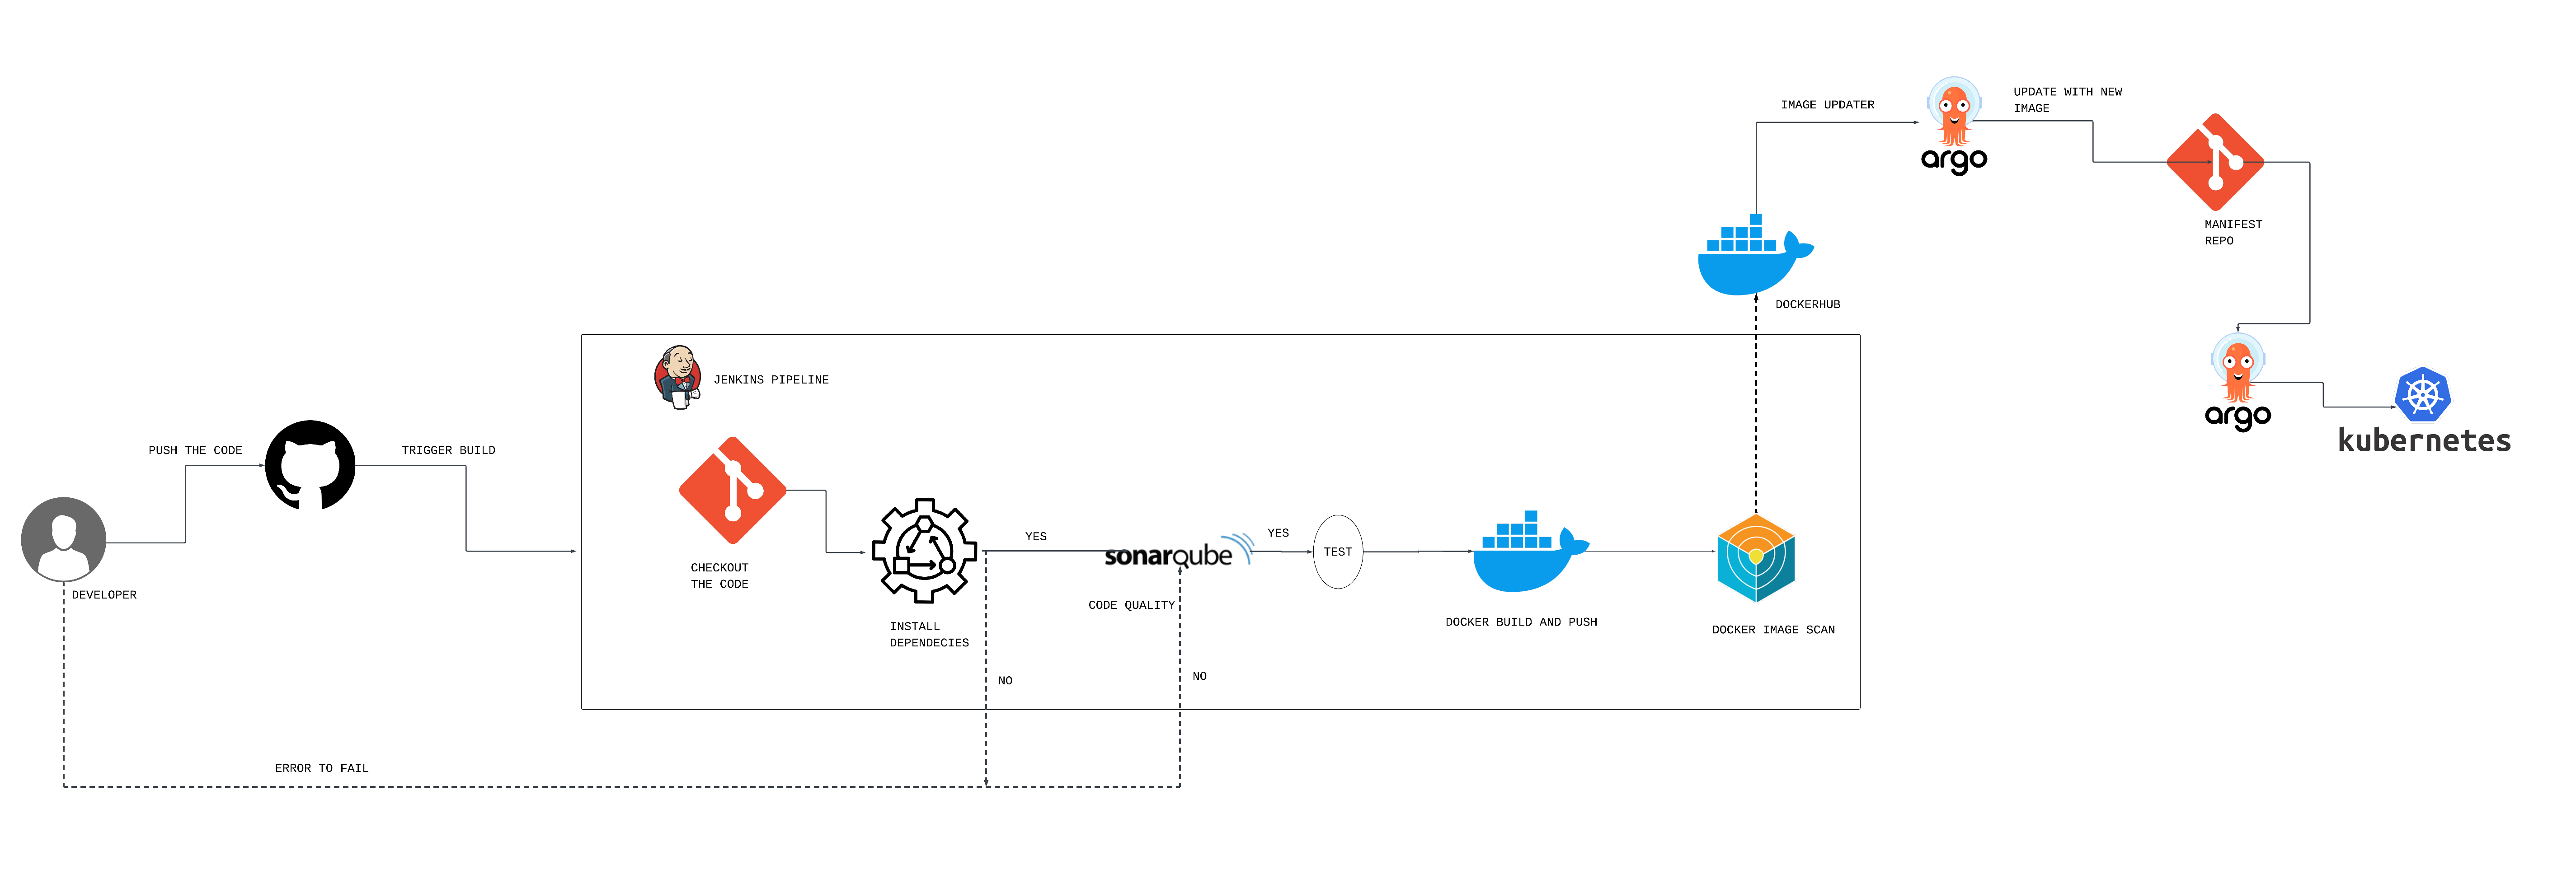 IMAGE UPDATER
UPDATE WITH NEW
IMAGE
argo
MANIFEST
REPO
DOCKERHUB
argo
kubernetes
JENKINS PIPELINE
PUSH THE CODE
TRIGGER BUILD
DEVELOPER
CHECKOUT
THE CODE
INSTALL
DEPENDECIES
YES
sonarqube
YES
TEST
CODE QUALITY
DOCKER BUILD AND PUSH
DOCKER IMAGE SCAN
NO
NO
ERROR TO FAIL